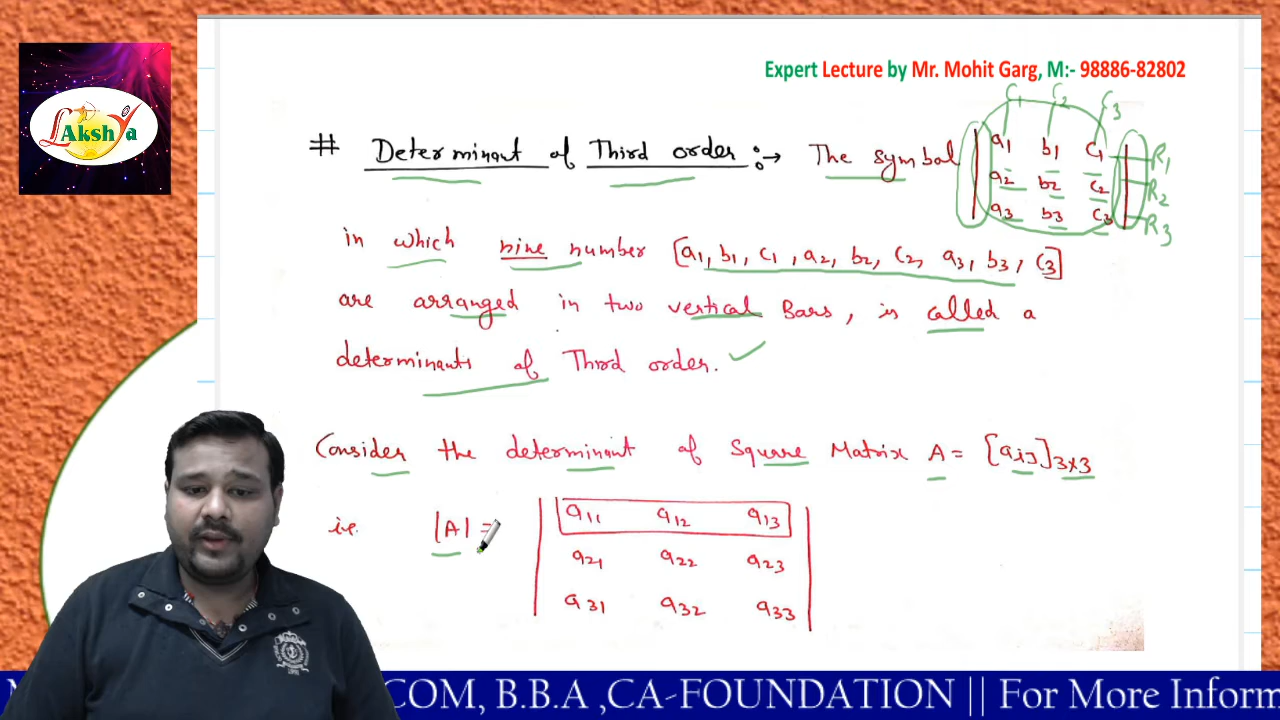 LAkshya
Expert Lecture by Mr. Mohit Garg, M:- 98886-82802
C1 C2 C3
# Determinant of Third order :→ The symbol | a1 b1 c1 | R1
| a2 b2 c2 | R2
| a3 b3 c3 | R3
in which nine number [a1, b1, c1, a2, b2, c2, a3, b3, c3]
are arranged in two vertical Bars, is called a
determinants of Third order. ✓
Consider the determinant of Square Matrix A = [aij]3x3
i.e. |A| = | a11 a12 a13 |
| a21 a22 a23 |
| a31 a32 a33 |
COM, B.B.A ,CA-FOUNDATION || For More Inform